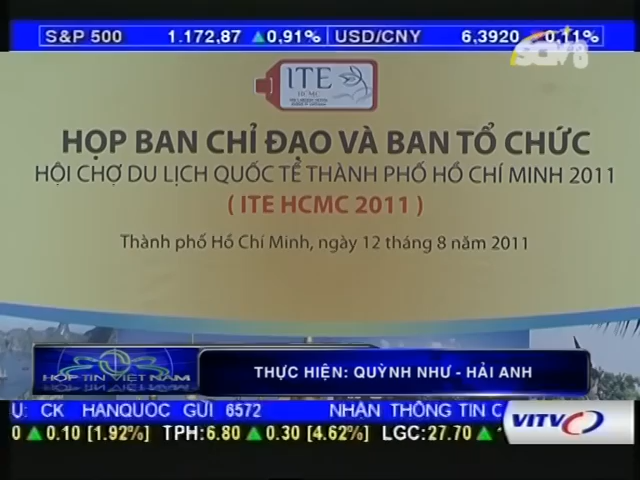 S&P 500 1.172,87 ▲0,91% USD/CNY 6,3920 0,11%
ITE
HCMC
HỌP BAN CHỈ ĐẠO VÀ BAN TỔ CHỨC
HỘI CHỢ DU LỊCH QUỐC TẾ THÀNH PHỐ HỒ CHÍ MINH 2011
( ITE HCMC 2011 )
Thành phố Hồ Chí Minh, ngày 12 tháng 8 năm 2011
HỌP TIN VIỆT NAM
THỰC HIỆN: QUỲNH NHƯ - HẢI ANH
Ụ: CK HANQUOC GỬI 6572 NHẬN THÔNG TIN C
VITV
0 ▲0.10 [1.92%] TPH:6.80 ▲0.30 [4.62%] LGC:27.70 ▲